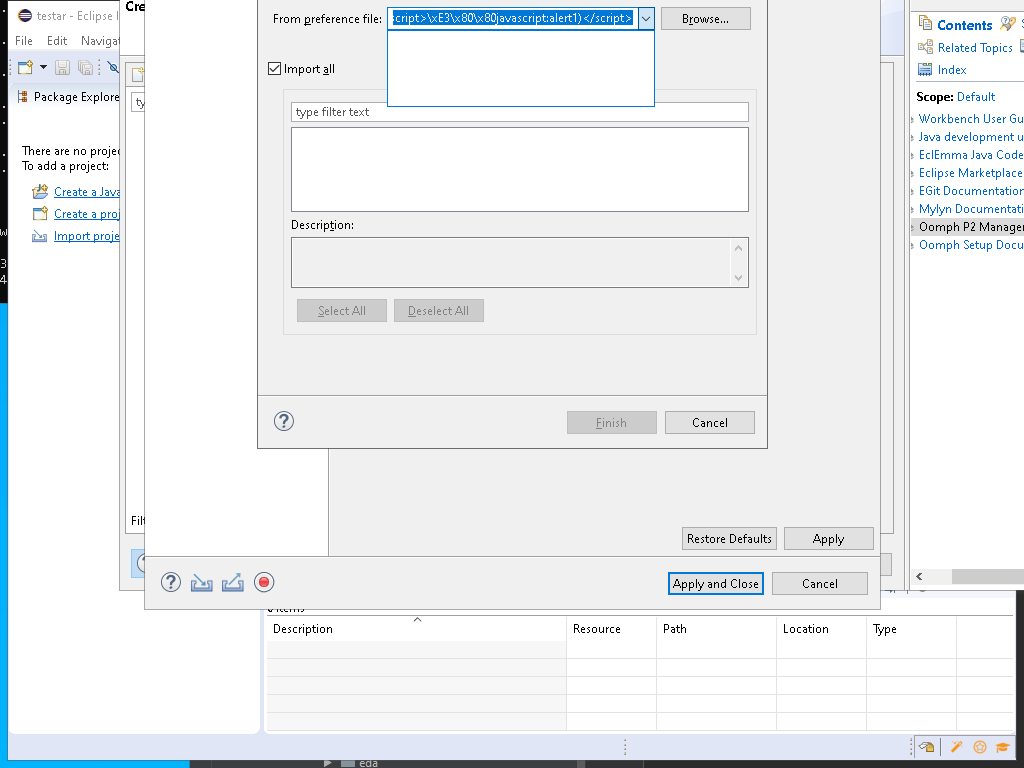 testar - Eclipse I
Cre
File Edit Navigat
Package Explore
ty
There are no projec
To add a project:
Create a Java
Create a proj
Import proje
Filt
From preference file:
script>\xE3\x80\x80javascript:alert1)</script>
Browse...
Import all
type filter text
Description:
Select All
Deselect All
Finish
Cancel
Restore Defaults
Apply
Apply and Close
Cancel
Contents
Related Topics
Index
Scope: Default
Workbench User Gu
Java development u
EclEmma Java Code
Eclipse Marketplace
EGit Documentation
Mylyn Documentati
Oomph P2 Manager
Oomph Setup Docu
items
Description Resource Path Location Type
eda